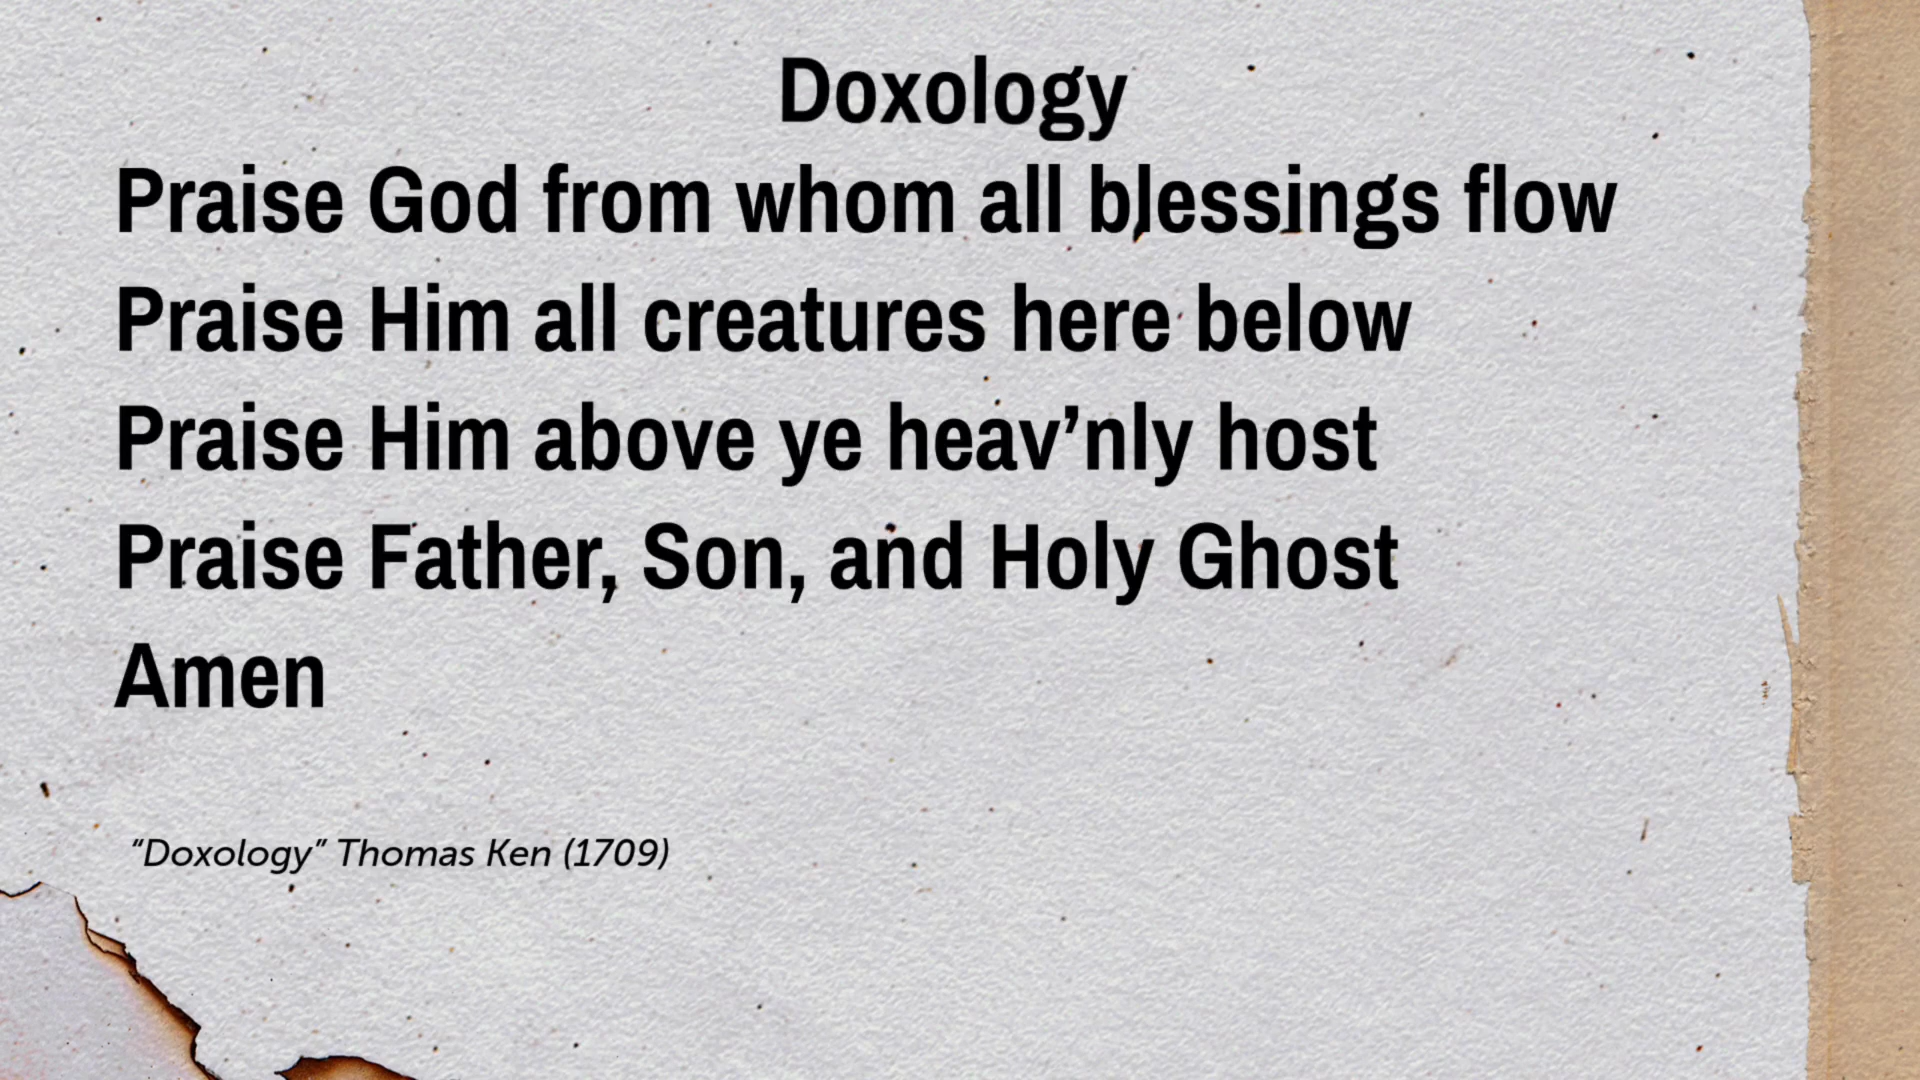 Doxology
Praise God from whom all blessings flow
Praise Him all creatures here below
Praise Him above ye heav’nly host
Praise Father, Son, and Holy Ghost
Amen
“Doxology” Thomas Ken (1709)